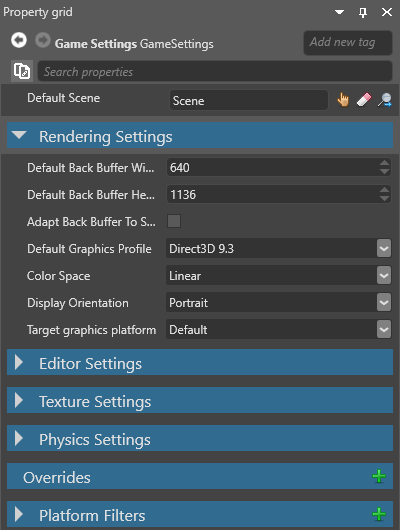 Property grid
Game Settings GameSettings
Add new tag
Search properties
Default Scene Scene
Rendering Settings
Default Back Buffer Wi... 640
Default Back Buffer He... 1136
Adapt Back Buffer To S...
Default Graphics Profile Direct3D 9.3
Color Space Linear
Display Orientation Portrait
Target graphics platform Default
Editor Settings
Texture Settings
Physics Settings
Overrides
Platform Filters